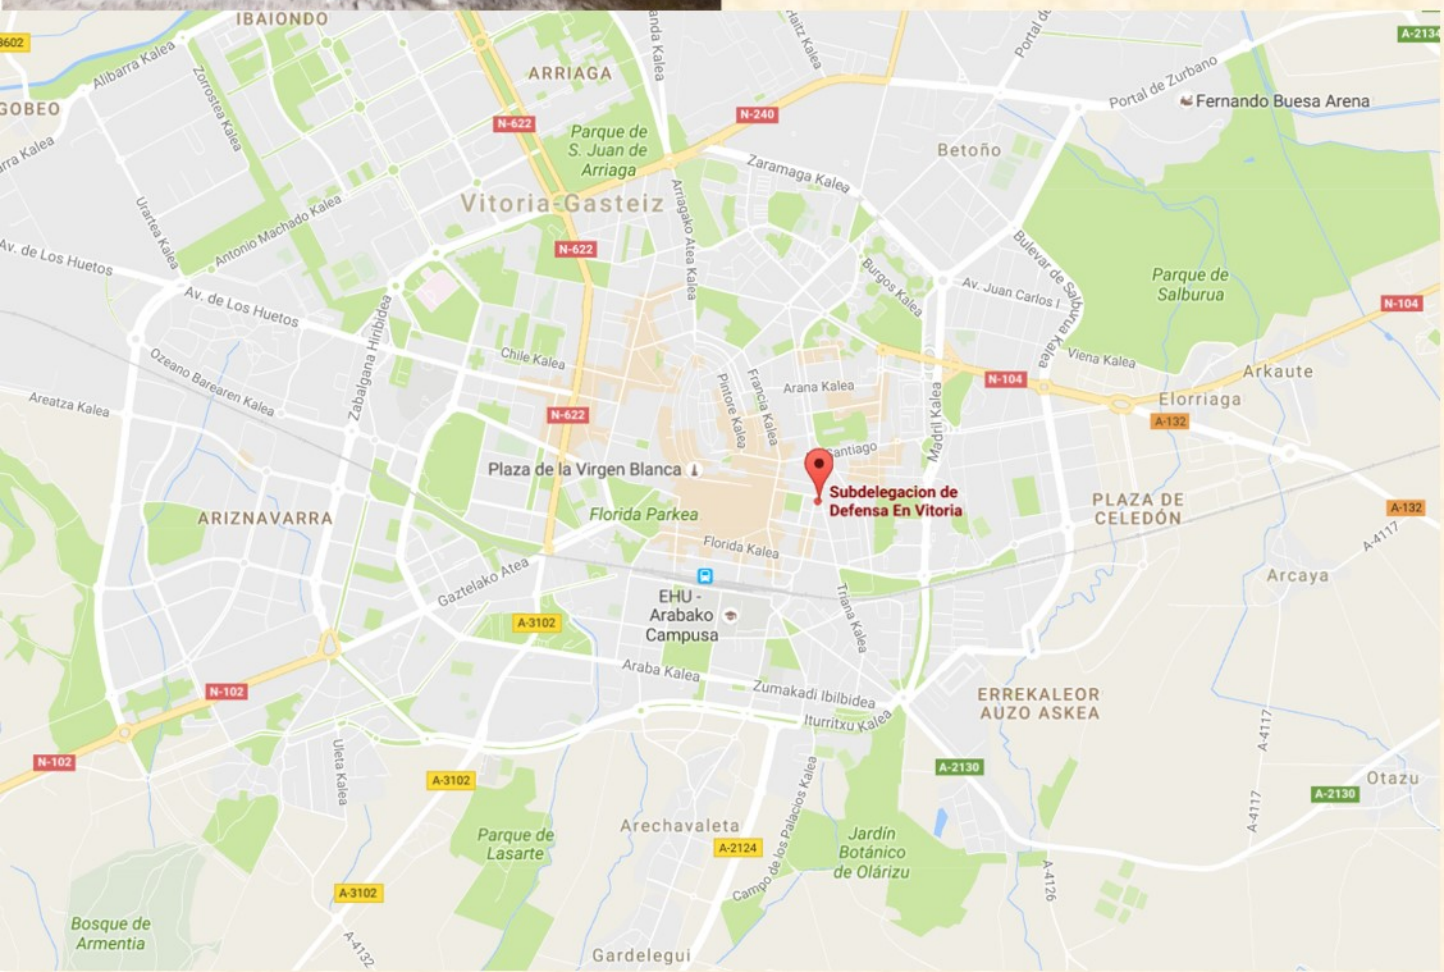 IBAIONDO
Portal de
A-2134
3602
Alibarra Kalea
ARRIAGA
Portal de Zurbano
Fernando Buesa Arena
GOBEO
Zorrostea Kalea
N-622
N-240
Parque de
S. Juan de
Arriaga
Betoño
Zaramaga Kalea
Vitoria-Gasteiz
Urartea Kalea
Antonio Machado Kalea
Arriagako Atea Kalea
Av. de Los Huetos
N-622
Burgos Kalea
Bulevar de Salburua Kalea
Parque de
Salburua
Av. Juan Carlos I
Av. de Los Huetos
N-104
Zabalgana Hiribidea
Chile Kalea
Viena Kalea
Ozeano Barearen Kalea
Pintore Kalea
Francia Kalea
Arana Kalea
N-104
Arkaute
Areatza Kalea
N-622
Madril Kalea
Elorriaga
A-132
Santiago
Plaza de la Virgen Blanca
Subdelegacion de
Defensa En Vitoria
PLAZA DE
CELEDÓN
ARIZNAVARRA
Florida Parkea
A-132
A-4117
Florida Kalea
Gaztelako Atea
Arcaya
EHU -
Arabako
Campusa
Triana Kalea
A-3102
Araba Kalea
Zumakadi Ibilbidea
N-102
ERREKALEOR
AUZO ASKEA
Iturritxu Kalea
A-4117
N-102
Uleta Kalea
A-3102
A-2130
Otazu
A-2130
Campo de los Palacios Kalea
A-4117
Arechavaleta
Parque de
Lasarte
A-2124
Jardín
Botánico
de Olárizu
A-3102
A-4126
Bosque de
Armentia
A-4132
Gardelegui